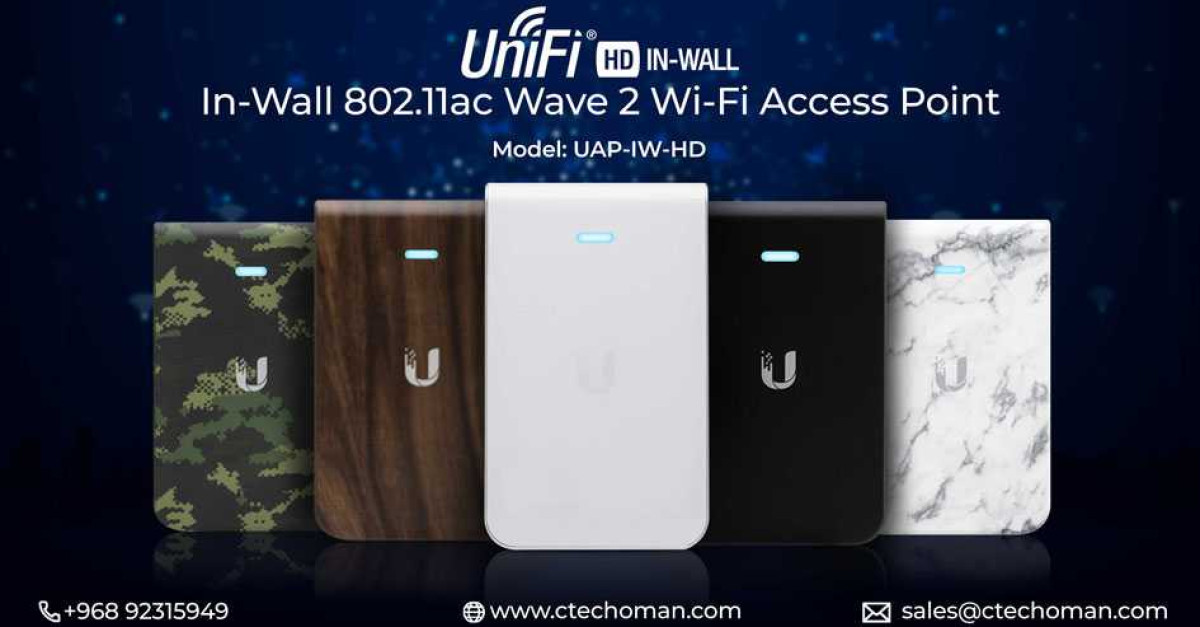 UniFi® HD IN-WALL
In-Wall 802.11ac Wave 2 Wi-Fi Access Point
Model: UAP-IW-HD
U U U U U
+968 92315949 www.ctechoman.com sales@ctechoman.com